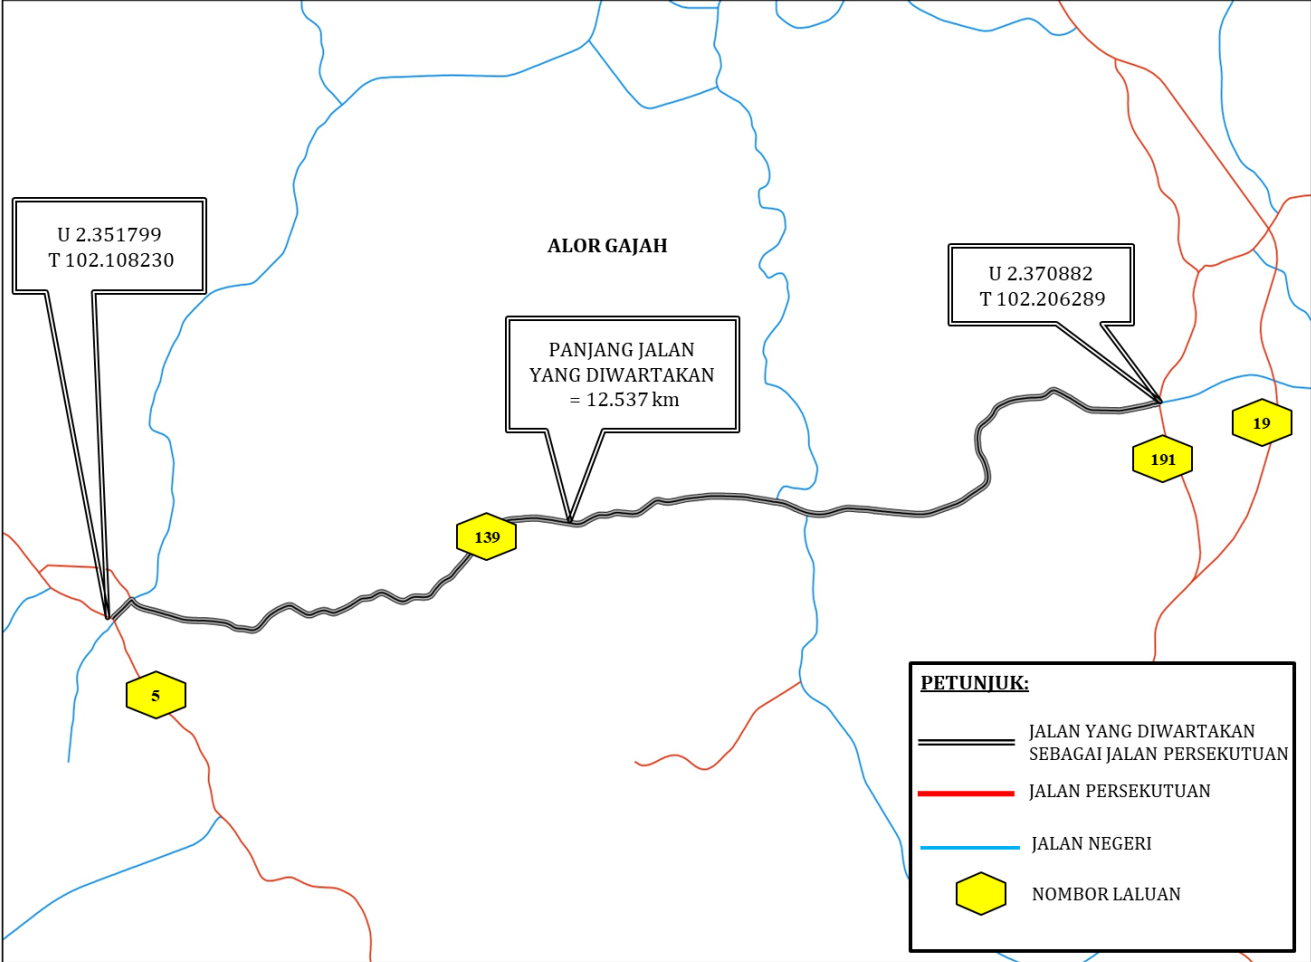 U 2.351799
T 102.108230
ALOR GAJAH
U 2.370882
T 102.206289
PANJANG JALAN
YANG DIWARTAKAN
= 12.537 km
19
191
139
5
PETUNJUK:
JALAN YANG DIWARTAKAN
SEBAGAI JALAN PERSEKUTUAN
JALAN PERSEKUTUAN
JALAN NEGERI
NOMBOR LALUAN